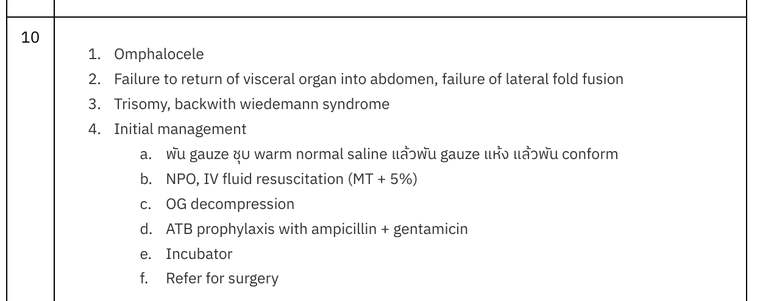 10
1. Omphalocele
2. Failure to return of visceral organ into abdomen, failure of lateral fold fusion
3. Trisomy, backwith wiedemann syndrome
4. Initial management
a. พัน gauze ชุบ warm normal saline แล้วพัน gauze แห้ง แล้วพัน conform
b. NPO, IV fluid resuscitation (MT + 5%)
c. OG decompression
d. ATB prophylaxis with ampicillin + gentamicin
e. Incubator
f. Refer for surgery